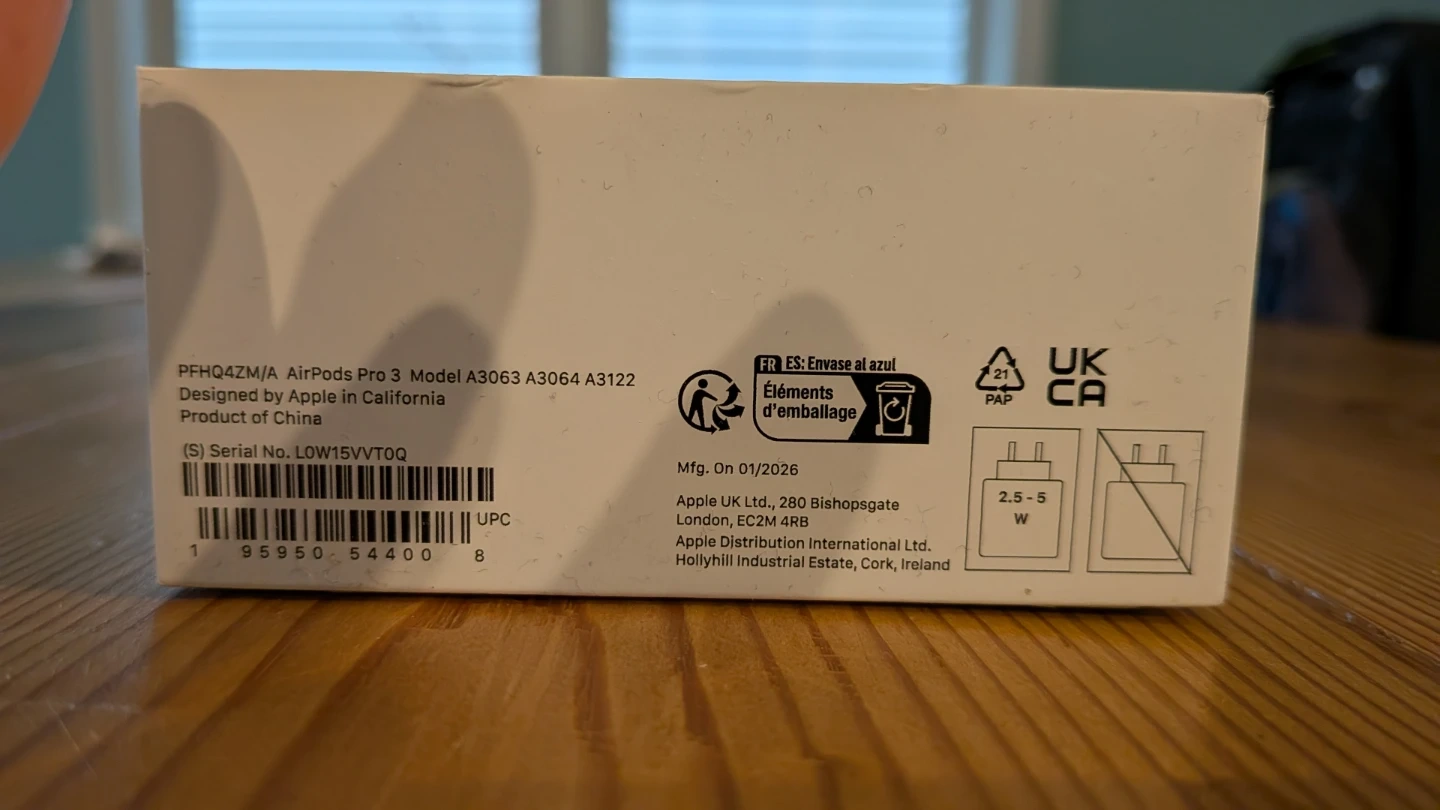 PFHQ4ZM/A AirPods Pro 3 Model A3063 A3064 A3122
Designed by Apple in California
Product of China
(S) Serial No. L0W15VVT0Q
UPC
1 95950 54400 8
FR ES: Envase al azul
Éléments
d'emballage
Mfg. On 01/2026
Apple UK Ltd., 280 Bishopsgate
London, EC2M 4RB
Apple Distribution International Ltd.
Hollyhill Industrial Estate, Cork, Ireland
21
PAP
UK
CA
2.5 - 5
W